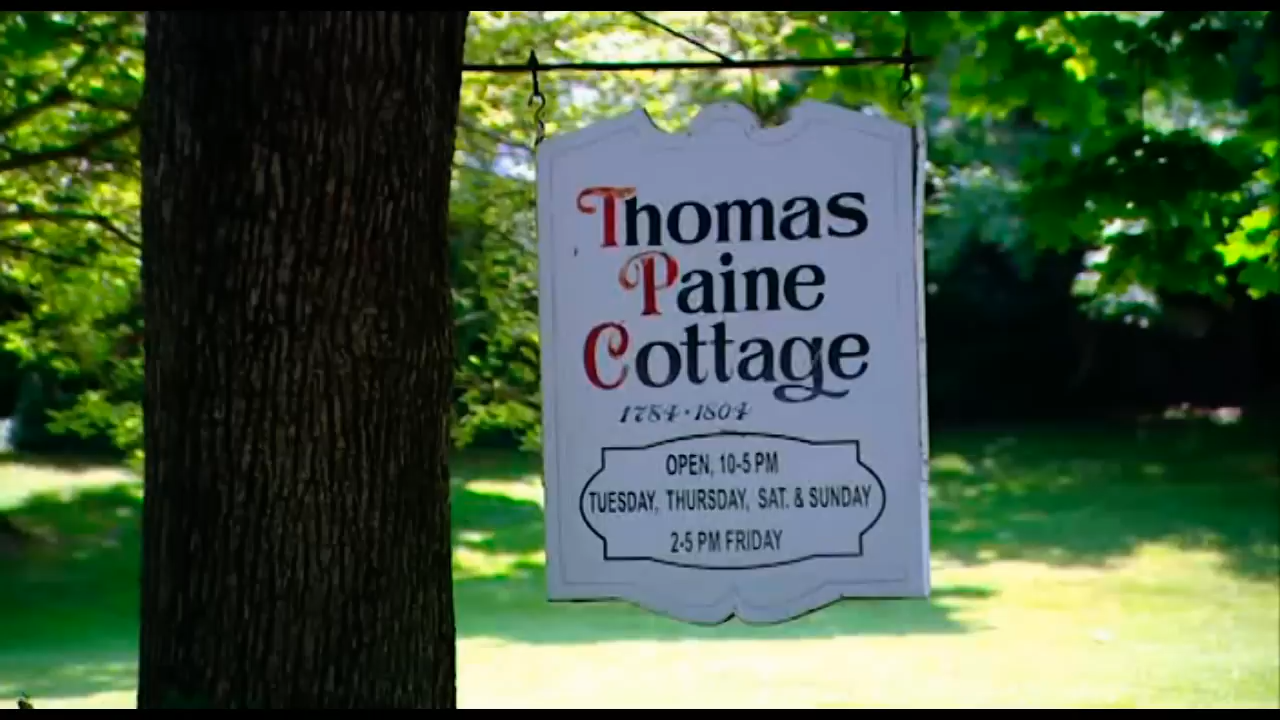 Thomas
Paine
Cottage
1784·1804
OPEN, 10-5 PM
TUESDAY, THURSDAY, SAT. & SUNDAY
2-5 PM FRIDAY